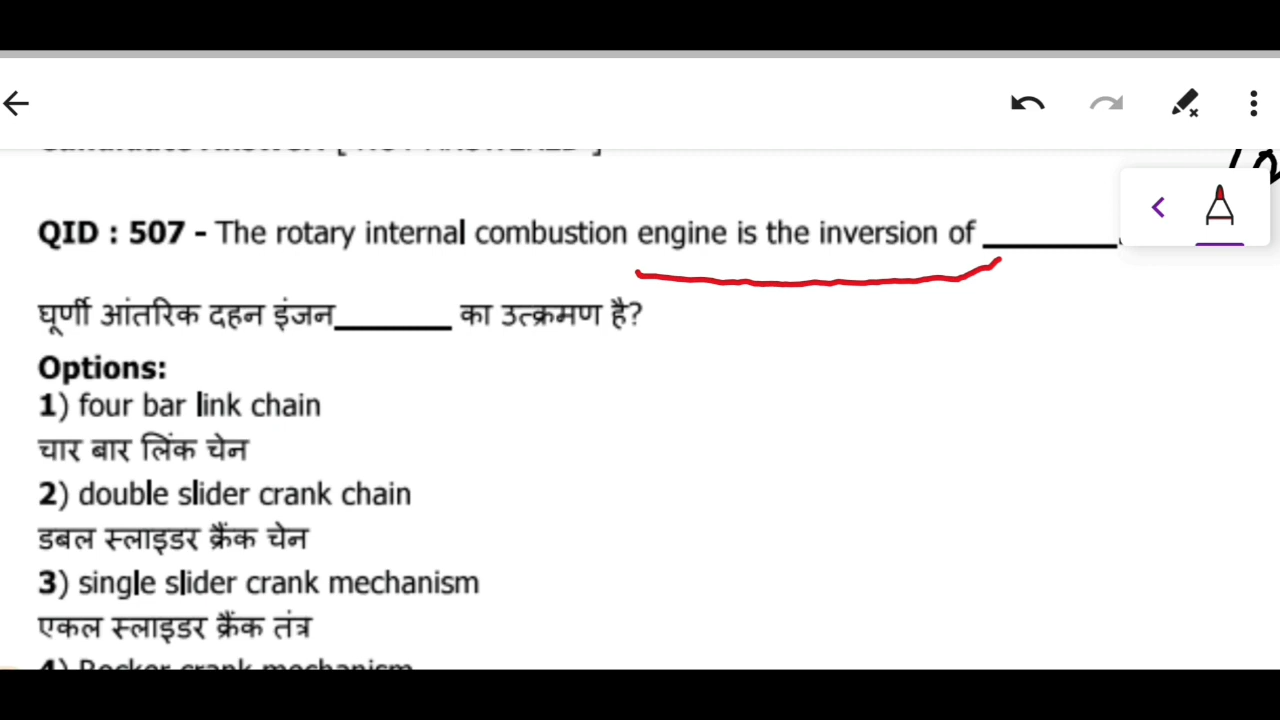 QID : 507 - The rotary internal combustion engine is the inversion of ________.
घूर्णी आंतरिक दहन इंजन_______ का उत्क्रमण है?
Options:
1) four bar link chain
चार बार लिंक चेन
2) double slider crank chain
डबल स्लाइडर क्रैंक चेन
3) single slider crank mechanism
एकल स्लाइडर क्रैंक तंत्र